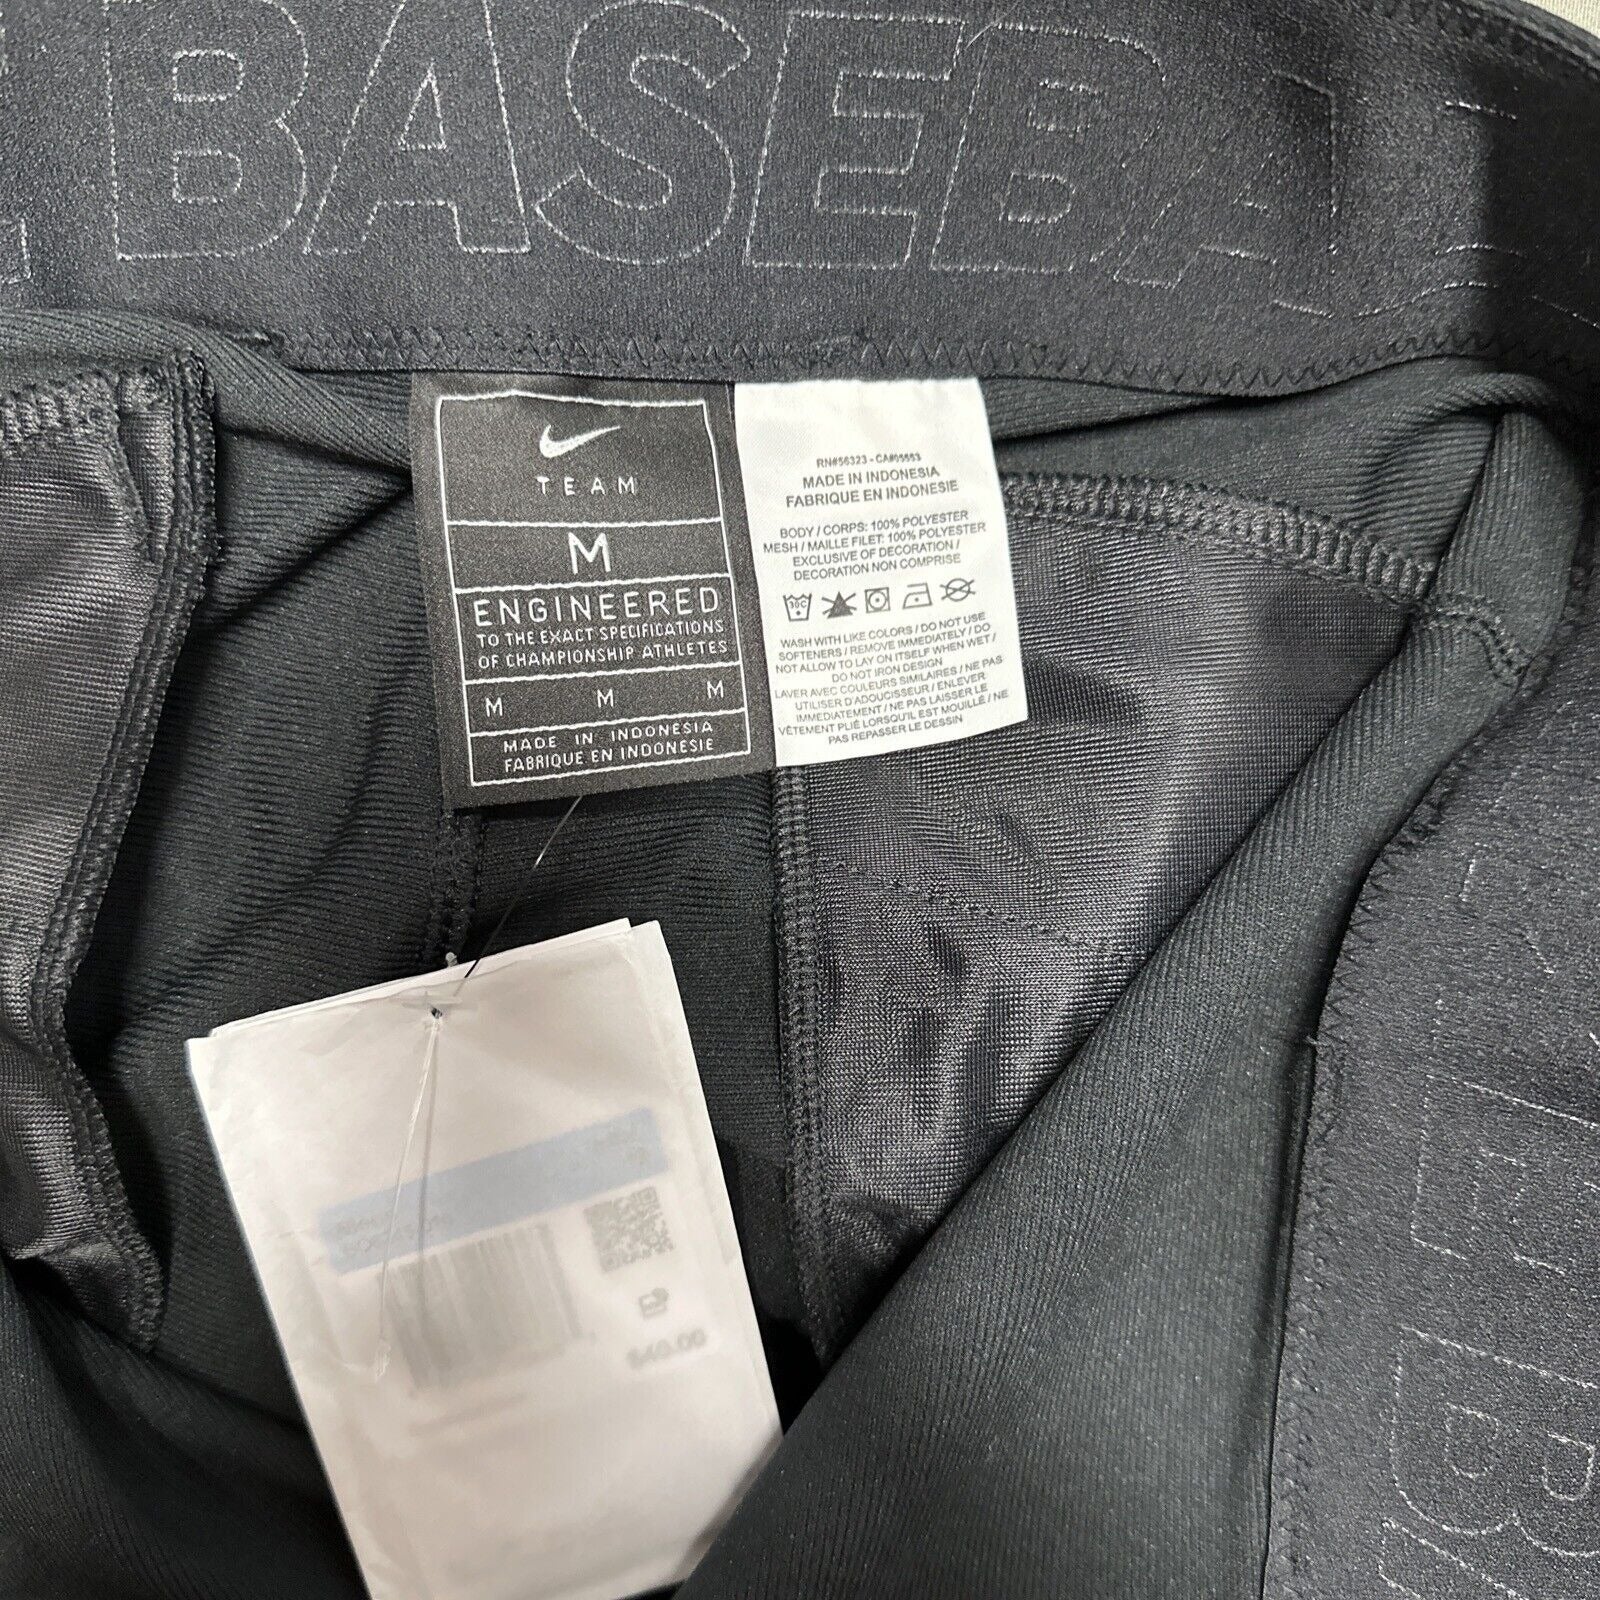 BASEBA
TEAM
M
ENGINEERED
TO THE EXACT SPECIFICATIONS
OF CHAMPIONSHIP ATHLETES
M M M
MADE IN INDONESIA
FABRIQUE EN INDONESIE
RN#56323 - CA#05553
MADE IN INDONESIA
FABRIQUE EN INDONESIE
BODY / CORPS: 100% POLYESTER
MESH / MAILLE FILET: 100% POLYESTER
EXCLUSIVE OF DECORATION /
DECORATION NON COMPRISE
30C
WASH WITH LIKE COLORS / DO NOT USE
SOFTENERS / REMOVE IMMEDIATELY / DO
NOT ALLOW TO LAY ON ITSELF WHEN WET /
DO NOT IRON DESIGN
LAVER AVEC COULEURS SIMILAIRES / NE PAS
UTILISER D'ADOUCISSEUR / ENLEVER
IMMEDIATEMENT / NE PAS LAISSER LE
VÊTEMENT PLIÉ LORSQU'IL EST MOUILLÉ / NE
PAS REPASSER LE DESSIN
$40.00